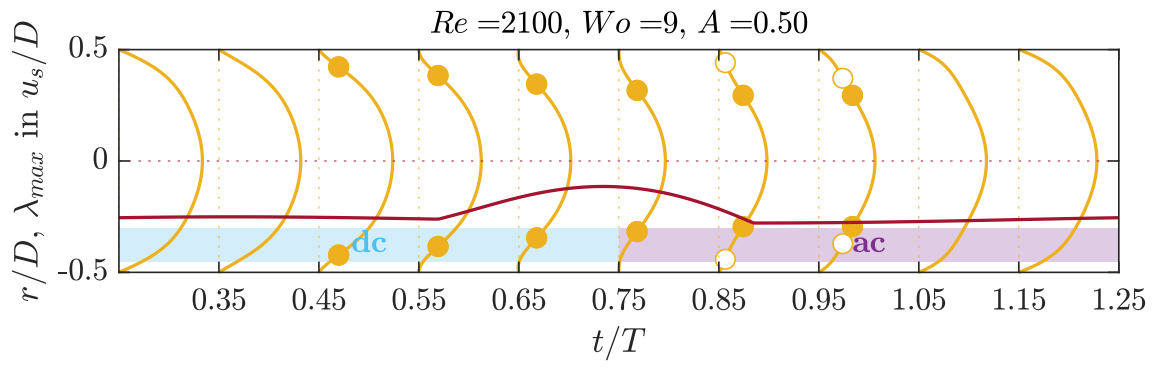 Re =2100, Wo =9, A =0.50
r/D, λmax in us/D
0.5
0
-0.5
dc
ac
0.35 0.45 0.55 0.65 0.75 0.85 0.95 1.05 1.15 1.25
t/T